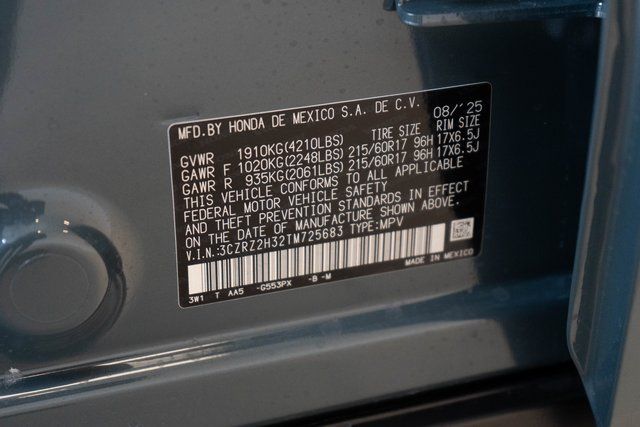 MFD.BY HONDA DE MEXICO S.A. DE C.V. 08/'25
TIRE SIZE RIM SIZE
GVWR 1910KG(4210LBS)
GAWR F 1020KG(2248LBS) 215/60R17 96H 17X6.5J
GAWR R 935KG(2061LBS) 215/60R17 96H 17X6.5J
THIS VEHICLE CONFORMS TO ALL APPLICABLE
FEDERAL MOTOR VEHICLE SAFETY
AND THEFT PREVENTION STANDARDS IN EFFECT
ON THE DATE OF MANUFACTURE SHOWN ABOVE.
V.I.N.:3CZRZ2H32TM725683 TYPE:MPV
3W1 T AA5 -G553PX -B -M MADE IN MEXICO